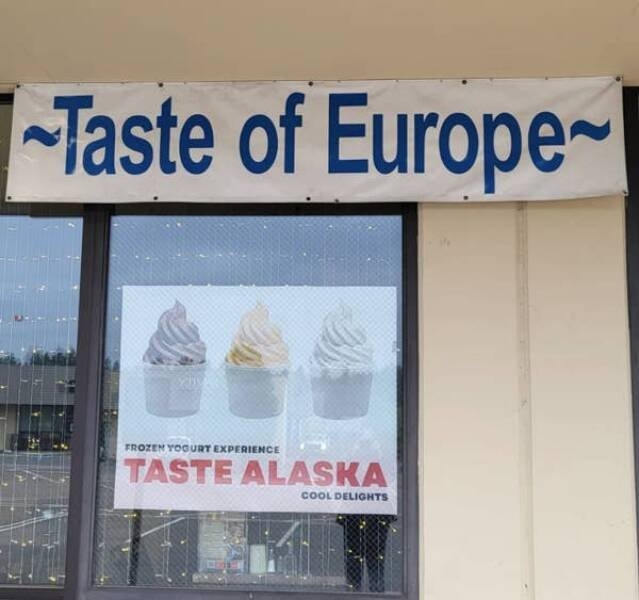 ~Taste of Europe~
FROZEN YOGURT EXPERIENCE
TASTE ALASKA
COOL DELIGHTS